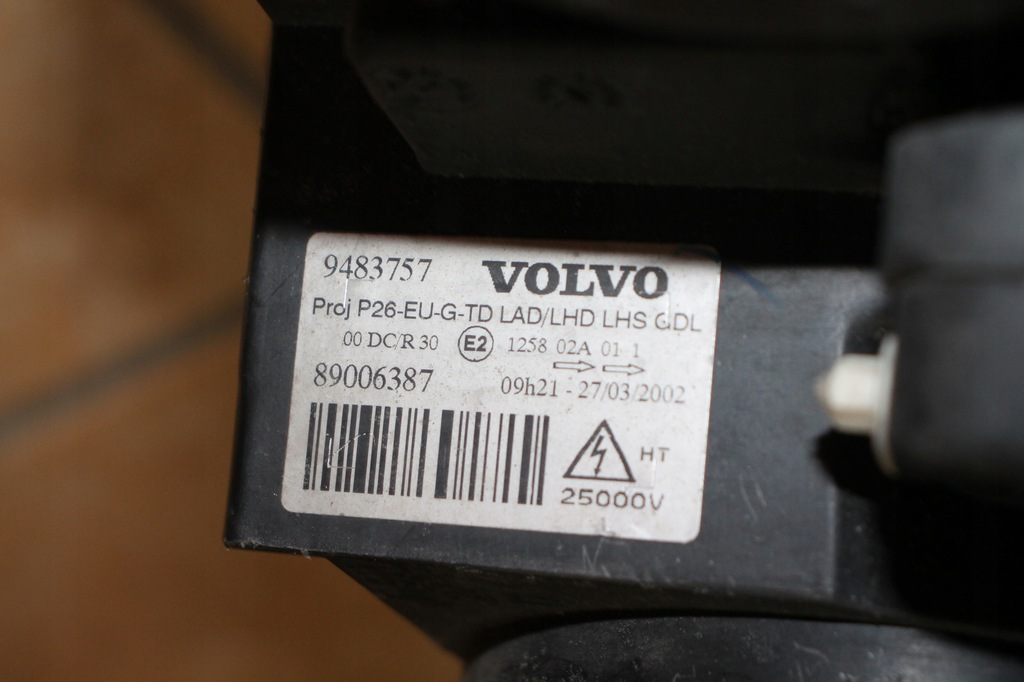 9483757 VOLVO
Proj P26-EU-G-TD LAD/LHD LHS GDL
00 DC/R 30 E2 1258 02A 01 1
89006387 09h21 - 27/03/2002
HT
25000V